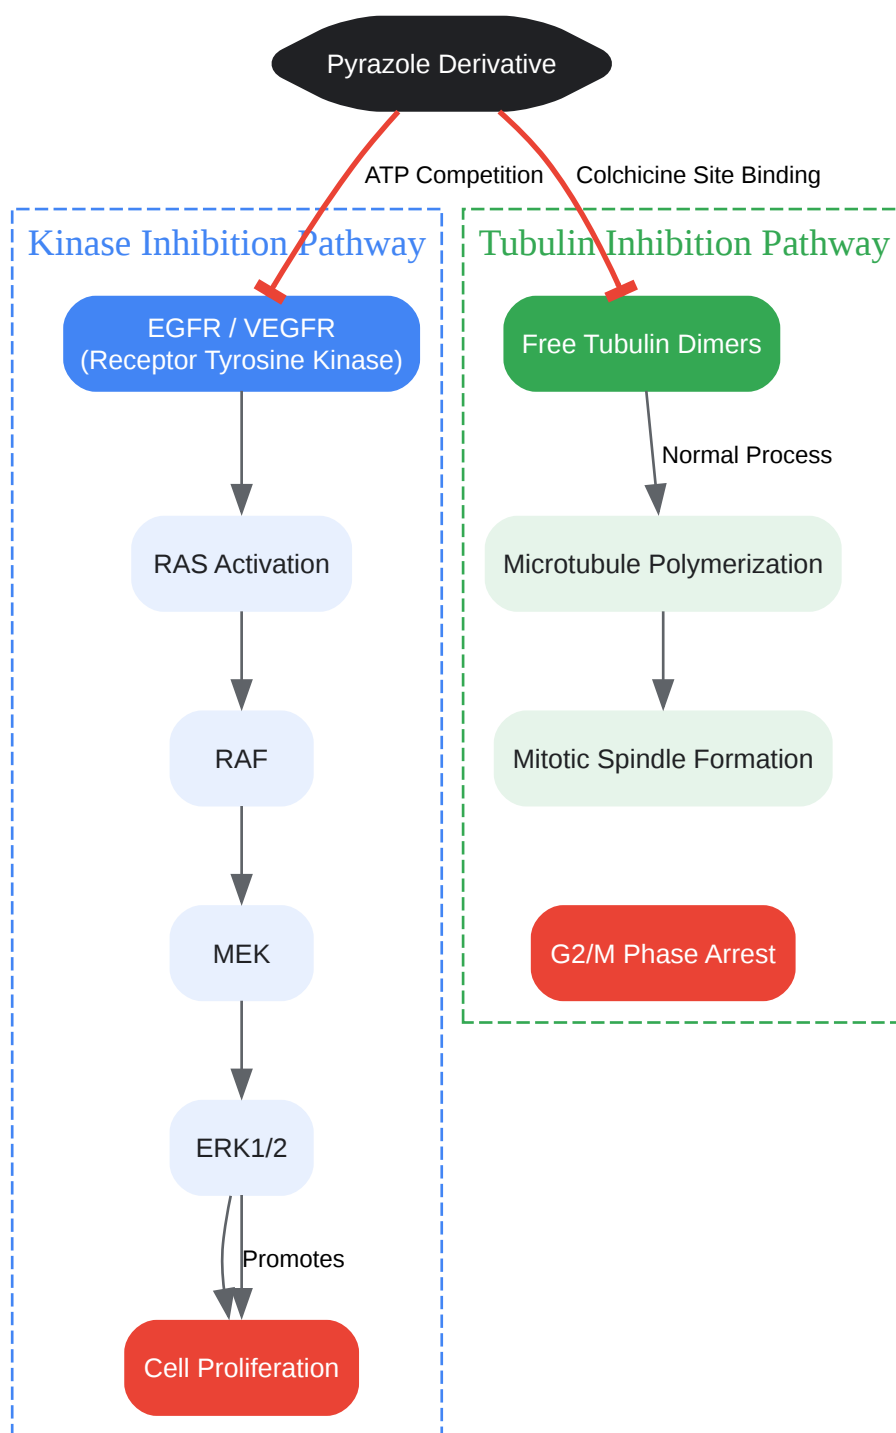 Pyrazole Derivative
ATP Competition
Colchicine Site Binding
Kinase Inhibition Pathway
Tubulin Inhibition Pathway
EGFR / VEGFR
(Receptor Tyrosine Kinase)
Free Tubulin Dimers
Normal Process
RAS Activation
Microtubule Polymerization
RAF
Mitotic Spindle Formation
MEK
G2/M Phase Arrest
ERK1/2
Promotes
Cell Proliferation